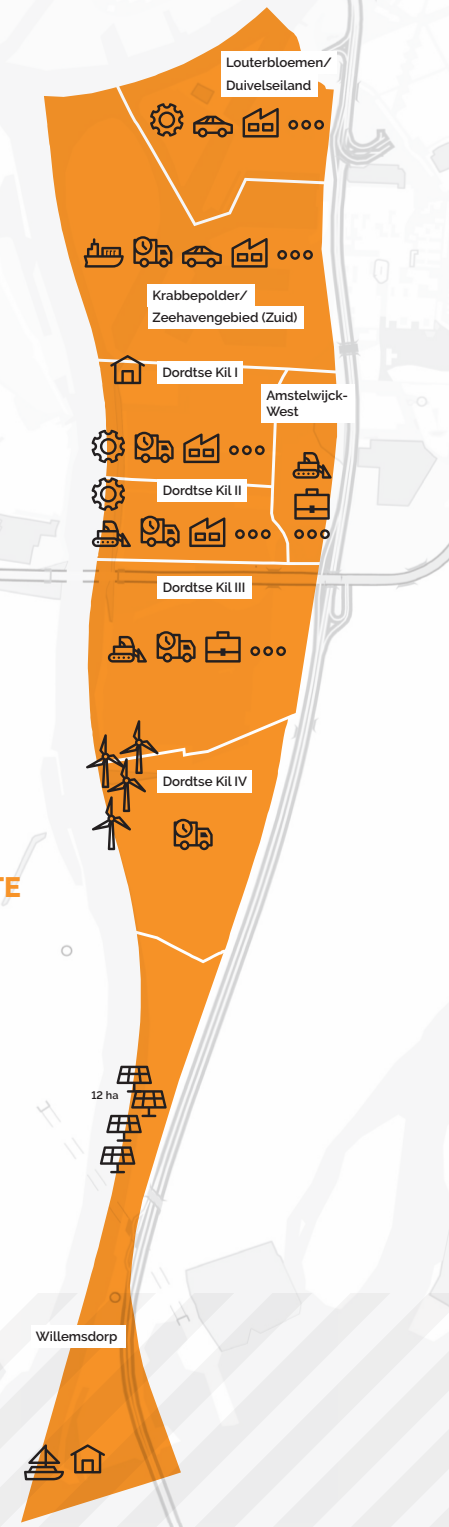 Louterbloemen/
Duivelseiland
Krabbepolder/
Zeehavengebied (Zuid)
Dordtse Kil I
Amstelwijck-
West
Dordtse Kil II
Dordtse Kil III
Dordtse Kil IV
TE
12 ha
Willemsdorp